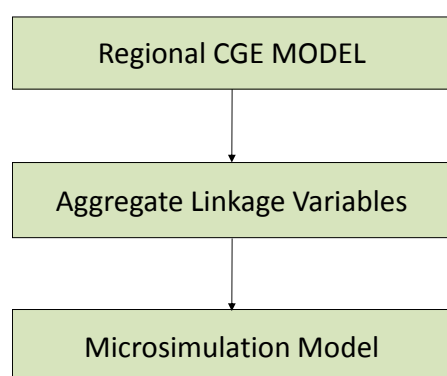 Regional CGE MODEL
Aggregate Linkage Variables
Microsimulation Model